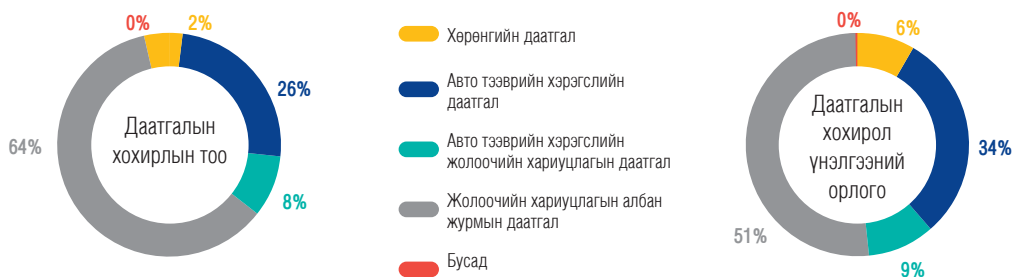 0%
2%
26%
8%
64%
Даатгалын
хохирлын тоо
Хөрөнгийн даатгал
Авто тээврийн хэрэгслийн
даатгал
Авто тээврийн хэрэгслийн
жолоочийн хариуцлагын даатгал
Жолоочийн хариуцлагын албан
журмын даатгал
Бусад
0%
6%
34%
9%
51%
Даатгалын
хохирол
үнэлгээний
орлого